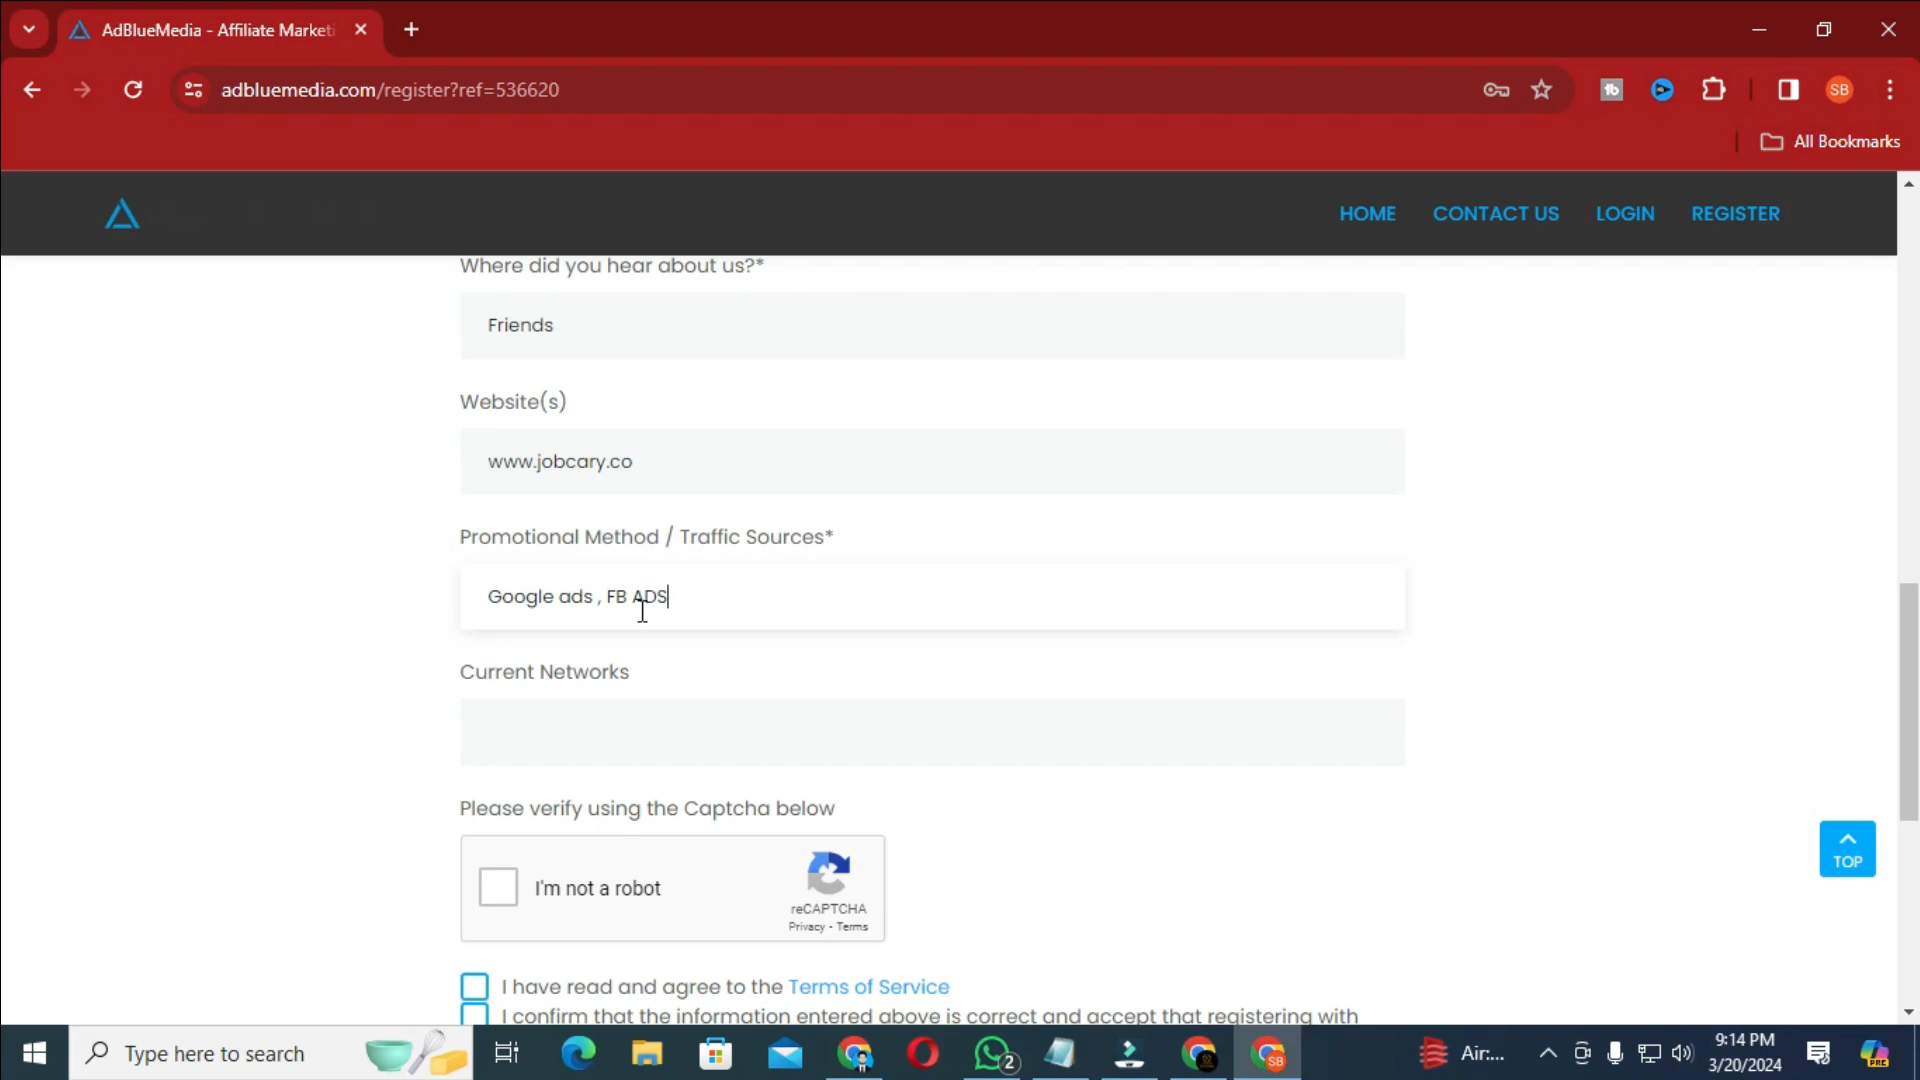 AdBlueMedia - Affiliate Marketi
adbluemedia.com/register?ref=536620
SB
All Bookmarks
HOME
CONTACT US
LOGIN
REGISTER
Where did you hear about us?*
Friends
Website(s)
www.jobcary.co
Promotional Method / Traffic Sources*
Google ads , FB ADS
Current Networks
Please verify using the Captcha below
I'm not a robot
reCAPTCHA
Privacy - Terms
TOP
I have read and agree to the Terms of Service
I confirm that the information entered above is correct and accept that registering with
Type here to search
2
SB
Air:...
9:14 PM
3/20/2024
PRE